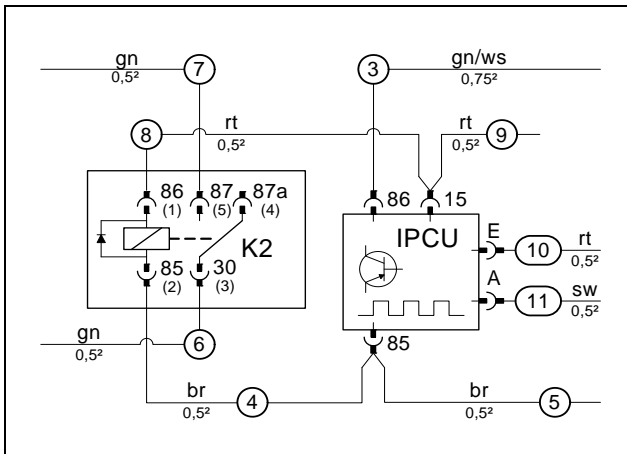 gn
0,5²
7
3
gn/ws
0,75²
8
rt
0,5²
rt
0,5²
9
86
(1)
87
(5)
87a
(4)
86
15
K2
IPCU
E
10
rt
0,5²
85
(2)
30
(3)
A
11
sw
0,5²
gn
0,5²
6
85
br
0,5²
4
br
0,5²
5